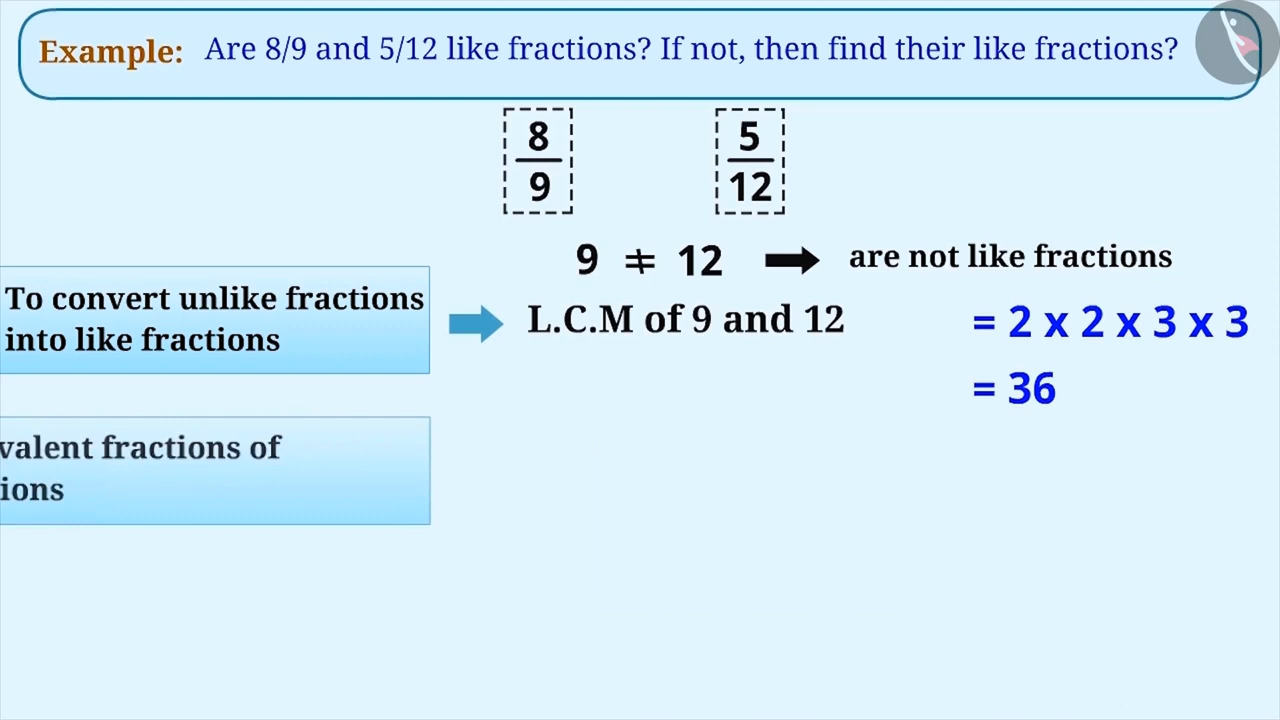 Example: Are 8/9 and 5/12 like fractions? If not, then find their like fractions?
8 5
9 12
9 ≠ 12 ➡ are not like fractions
To convert unlike fractions
into like fractions
➡ L.C.M of 9 and 12 = 2 x 2 x 3 x 3
= 36
valent fractions of
ions